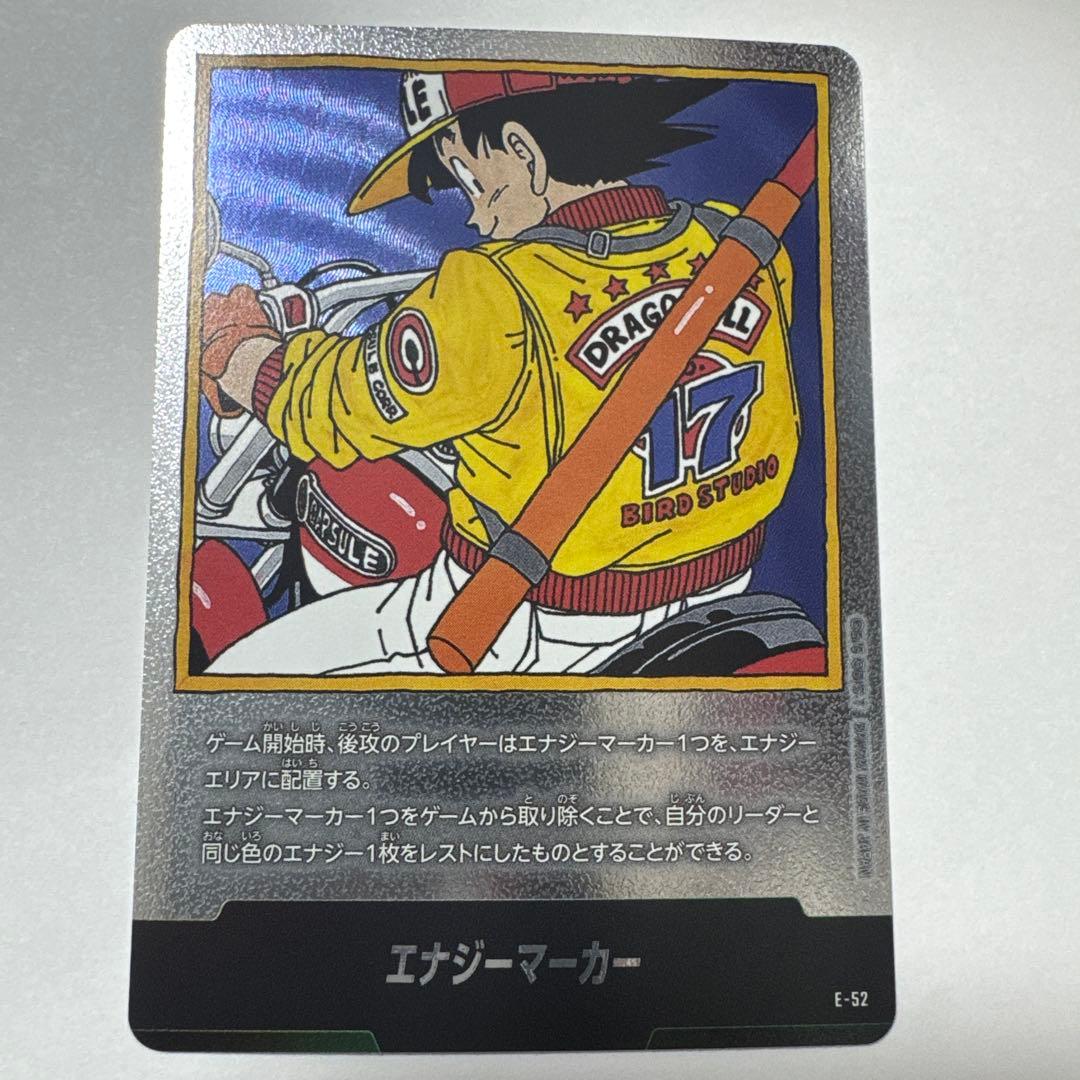 LE
DRAGO LL
17
BIRD STUDIO
CORP.
CAPSULE
ゲーム開始時、後攻のプレイヤーはエナジーマーカー1つを、エナジー
エリアに配置する。
エナジーマーカー1つをゲームから取り除くことで、自分のリーダーと
同じ色のエナジー1枚をレストにしたものとすることができる。
エナジーマーカー
E-52